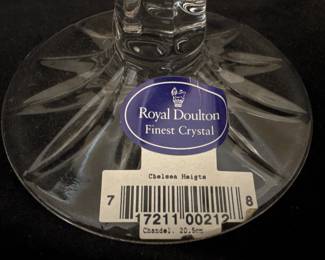 Royal Doulton
Finest Crystal
Chelsea Heigts
7 17211 00212 8
Chandel. 20.5cm